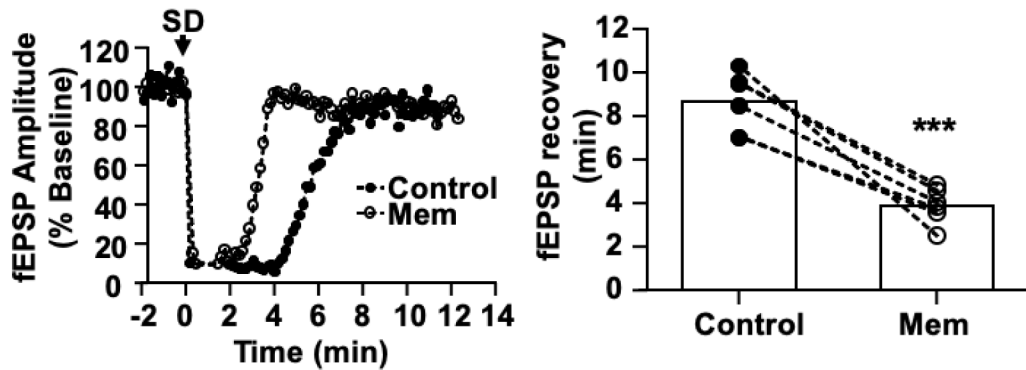 SD
fEPSP Amplitude
(% Baseline)
120
100
80
60
40
20
0
Control
Mem
-2 0 2 4 6 8 10 12 14
Time (min)
fEPSP recovery
(min)
12
10
8
6
4
2
0
***
Control Mem